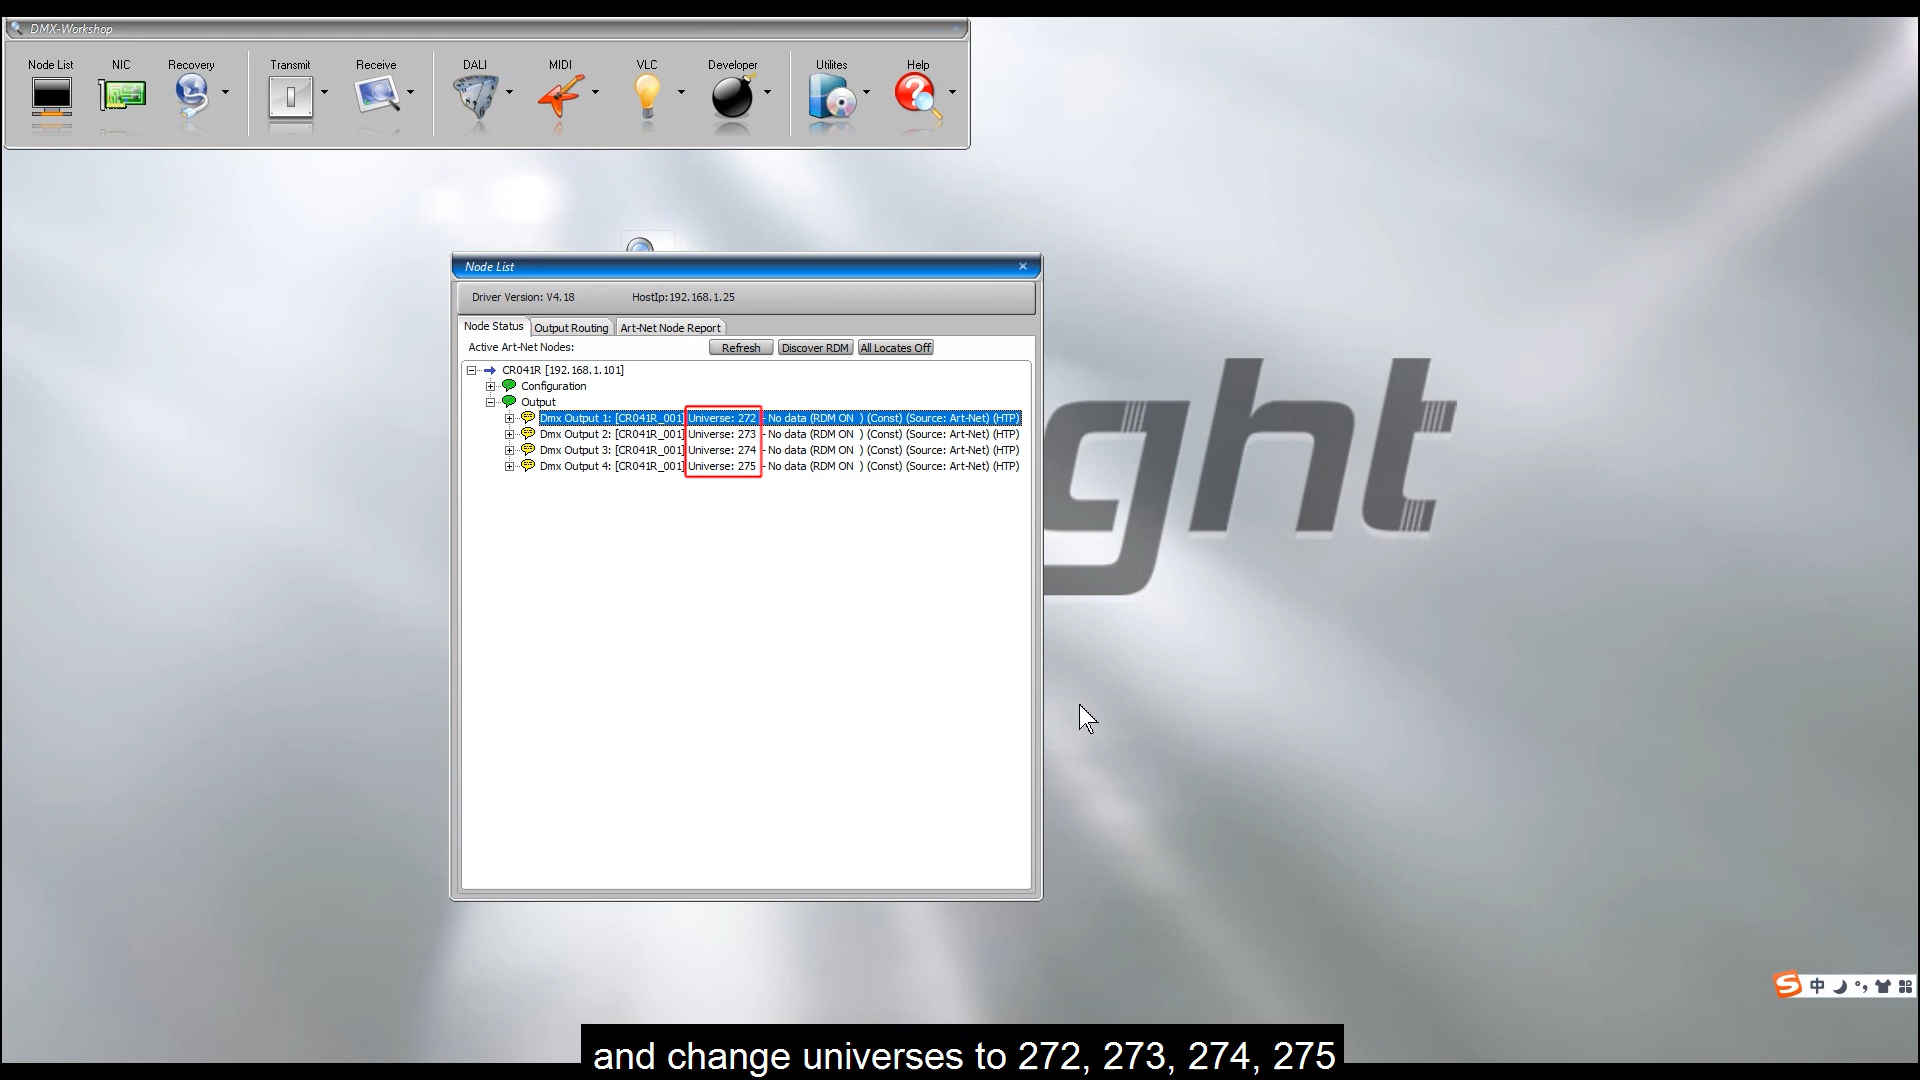 DMX-Workshop
Node List NIC Recovery Transmit Receive DALI MIDI VLC Developer Utilites Help
Node List
Driver Version: V4.18 HostIp:192.168.1.25
Node Status Output Routing Art-Net Node Report
Active Art-Net Nodes: Refresh Discover RDM All Locates Off
CR041R [192.168.1.101]
Configuration
Output
Dmx Output 1: [CR041R_001] Universe: 272 - No data (RDM ON ) (Const) (Source: Art-Net) (HTP)
Dmx Output 2: [CR041R_001] Universe: 273 - No data (RDM ON ) (Const) (Source: Art-Net) (HTP)
Dmx Output 3: [CR041R_001] Universe: 274 - No data (RDM ON ) (Const) (Source: Art-Net) (HTP)
Dmx Output 4: [CR041R_001] Universe: 275 - No data (RDM ON ) (Const) (Source: Art-Net) (HTP)
ght
S 中
and change universes to 272, 273, 274, 275